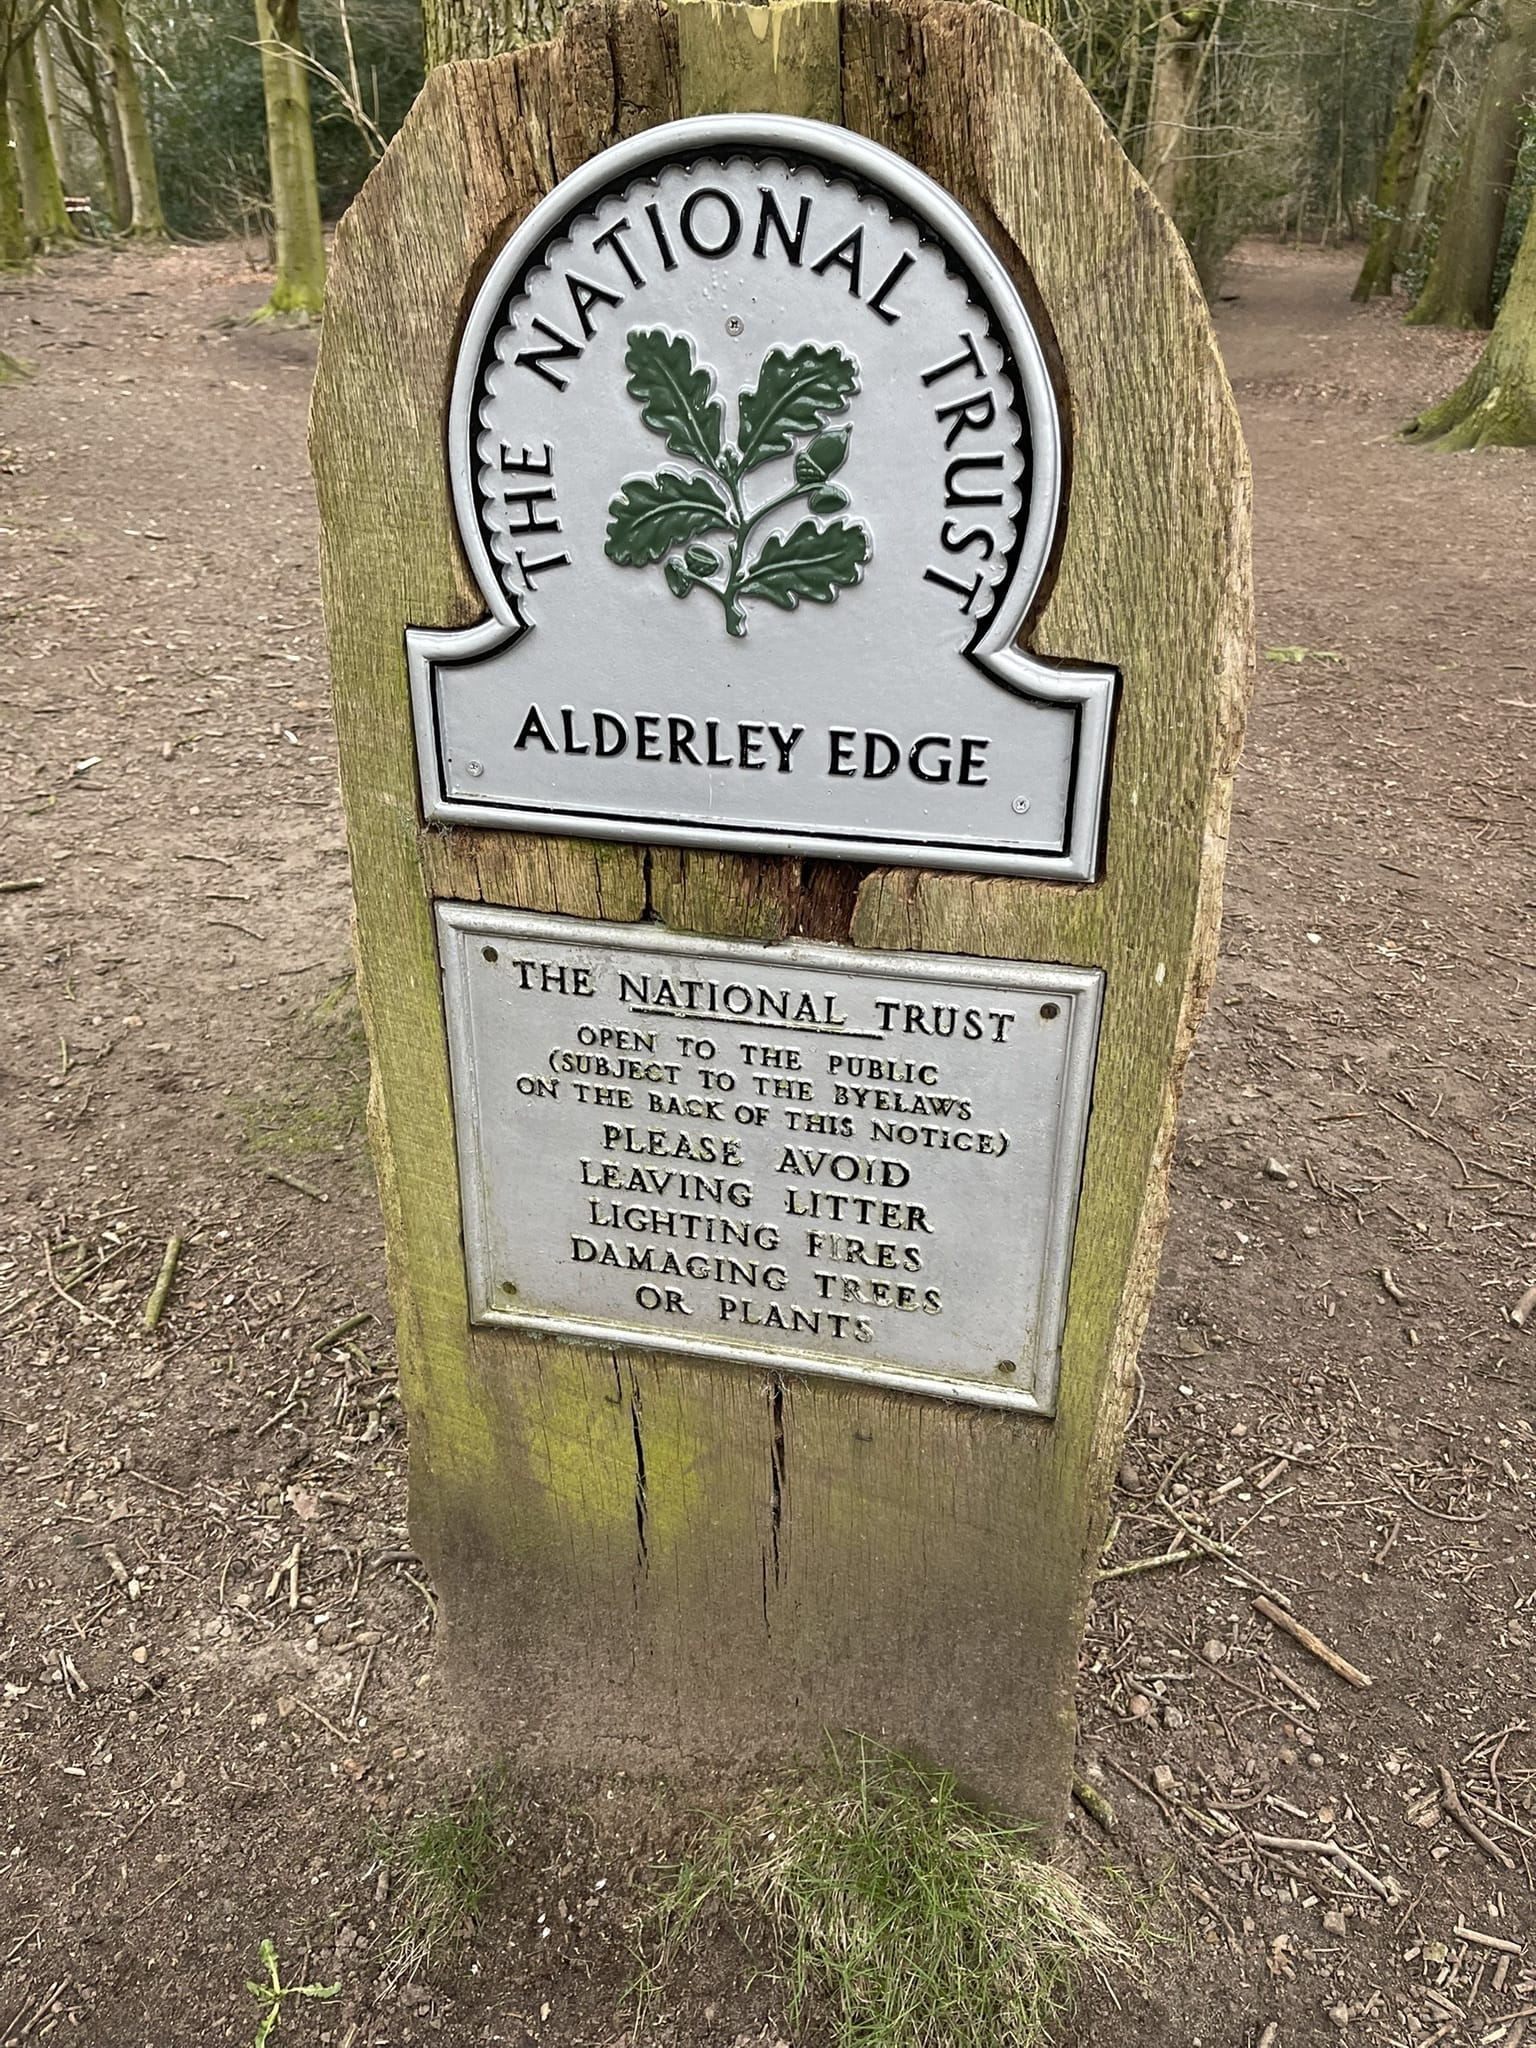 THE NATIONAL TRUST
ALDERLEY EDGE
THE NATIONAL TRUST
OPEN TO THE PUBLIC
(SUBJECT TO THE BYELAWS
ON THE BACK OF THIS NOTICE)
PLEASE AVOID
LEAVING LITTER
LIGHTING FIRES
DAMAGING TREES
OR PLANTS